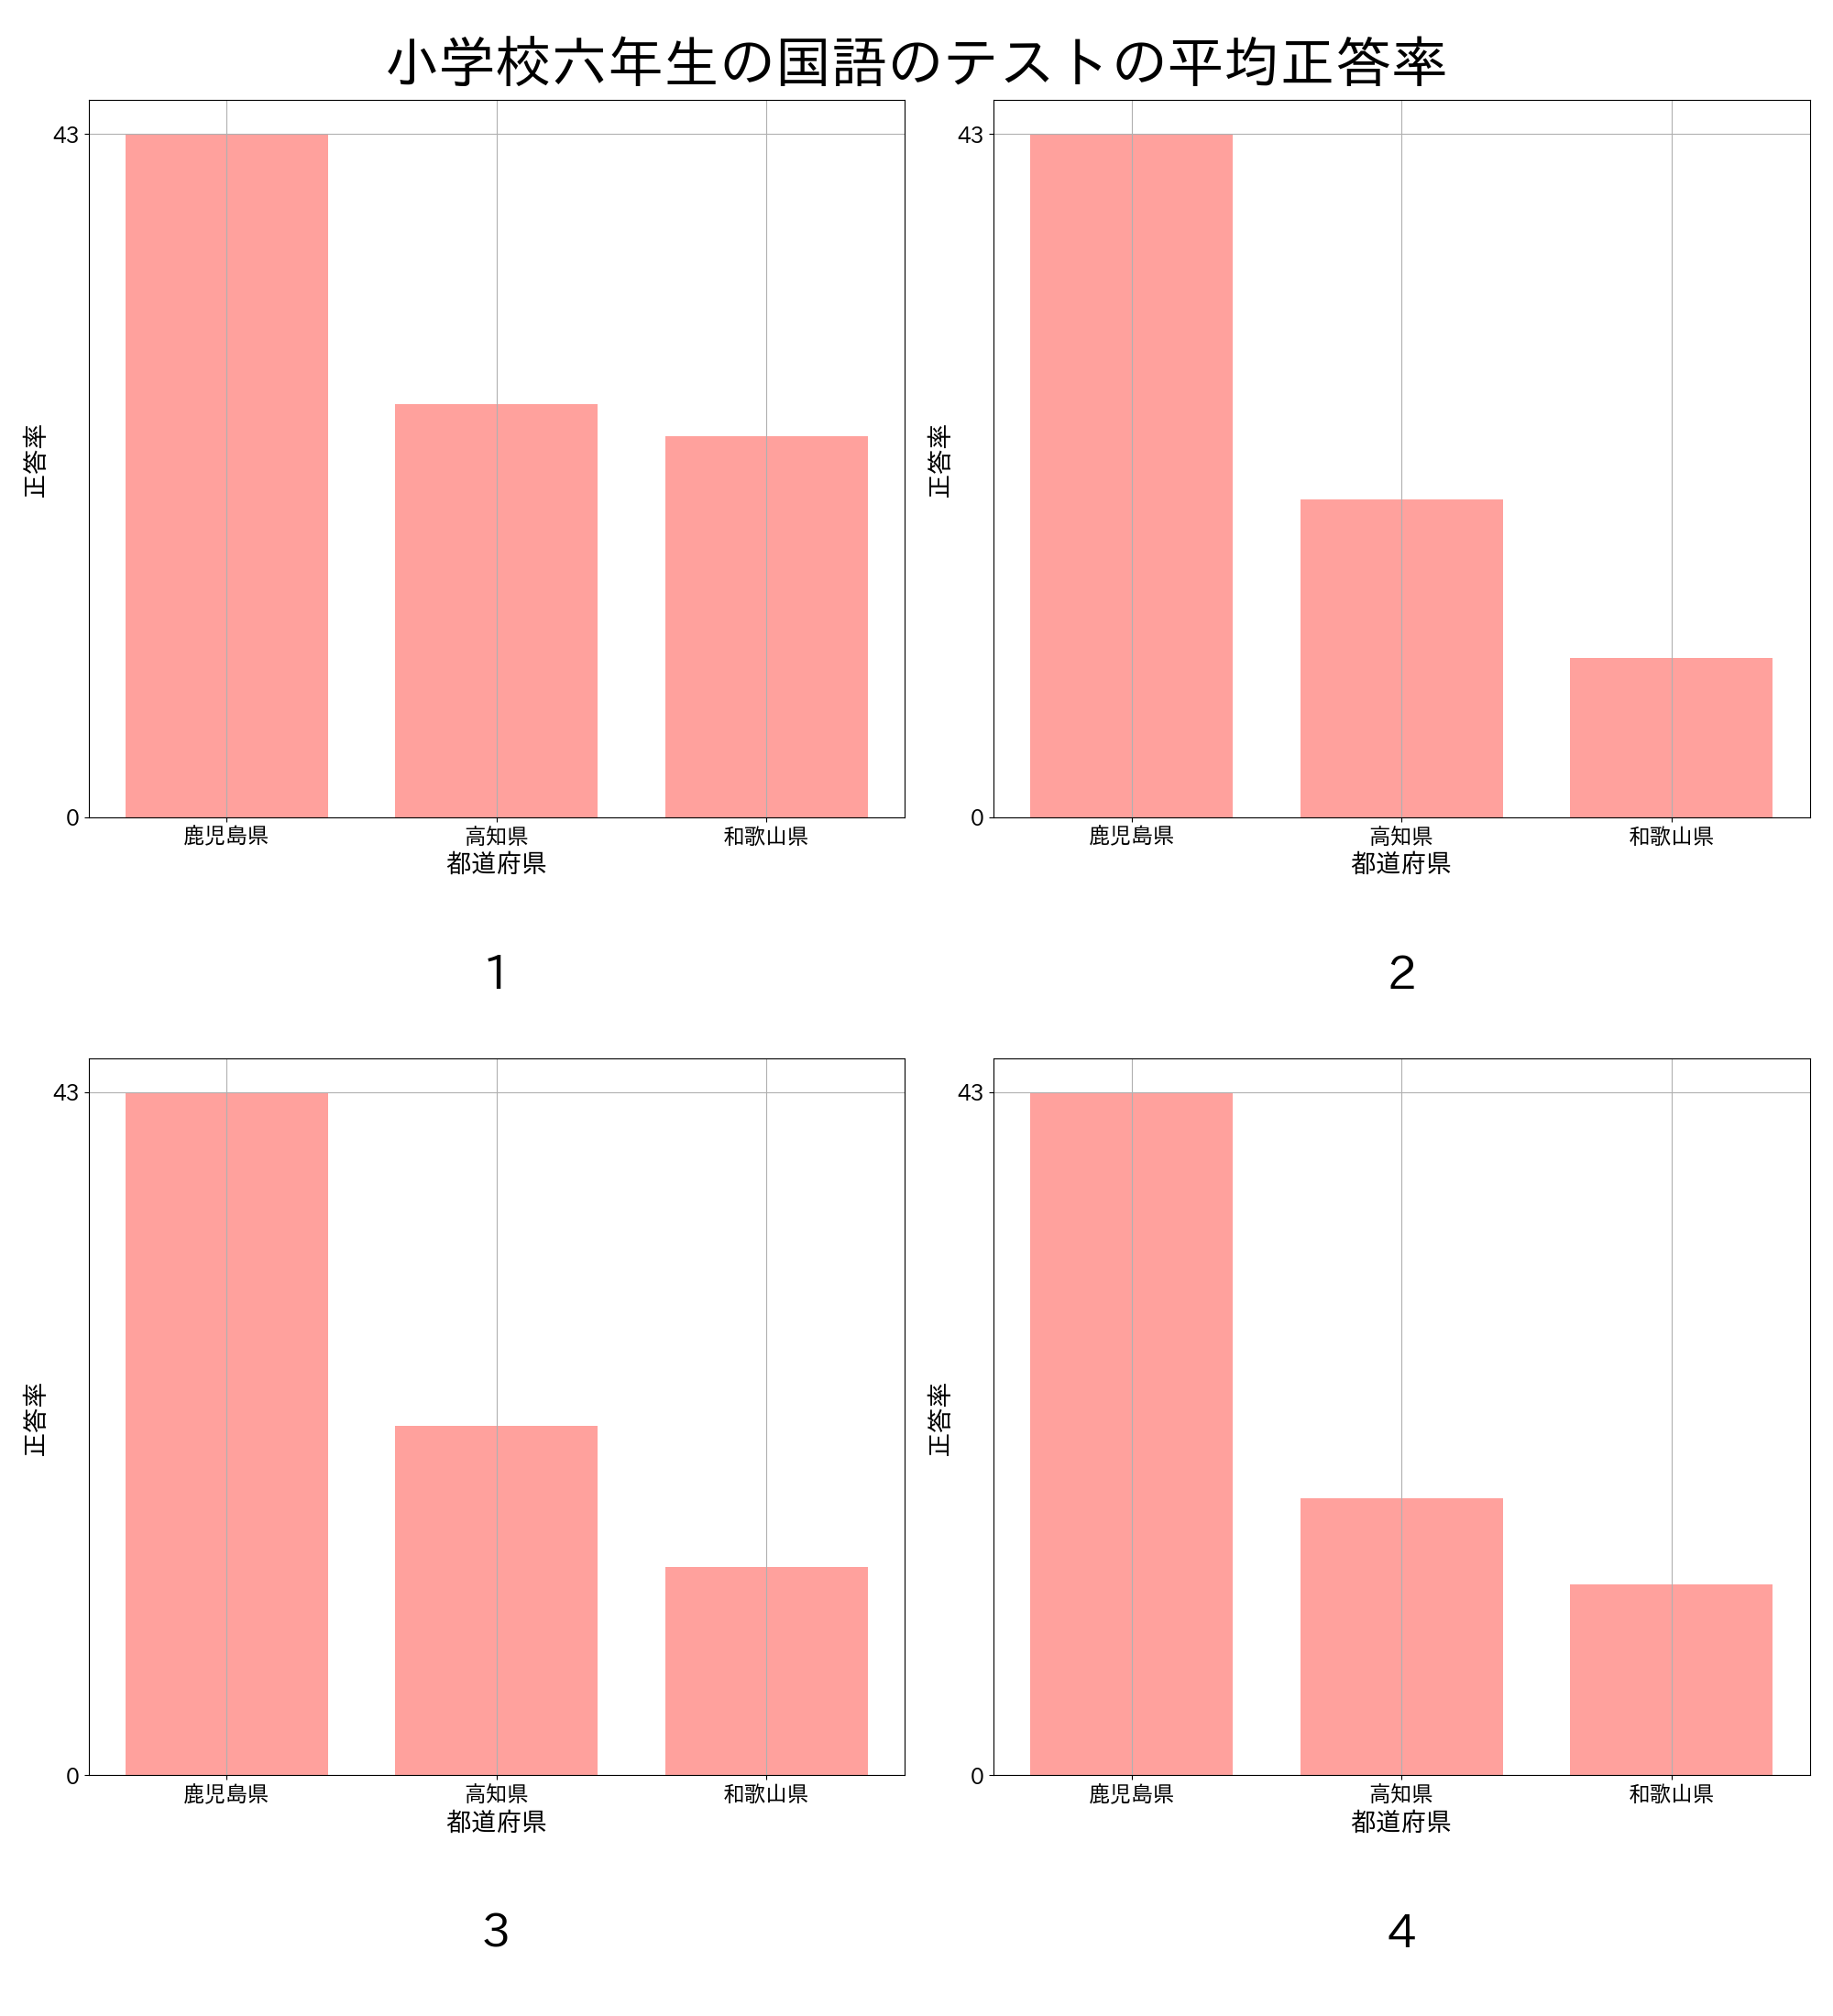 小学校六年生の国語のテストの平均正答率
43
0
正答率
鹿児島県 高知県 和歌山県
都道府県
1
43
0
正答率
鹿児島県 高知県 和歌山県
都道府県
2
43
0
正答率
鹿児島県 高知県 和歌山県
都道府県
3
43
0
正答率
鹿児島県 高知県 和歌山県
都道府県
4